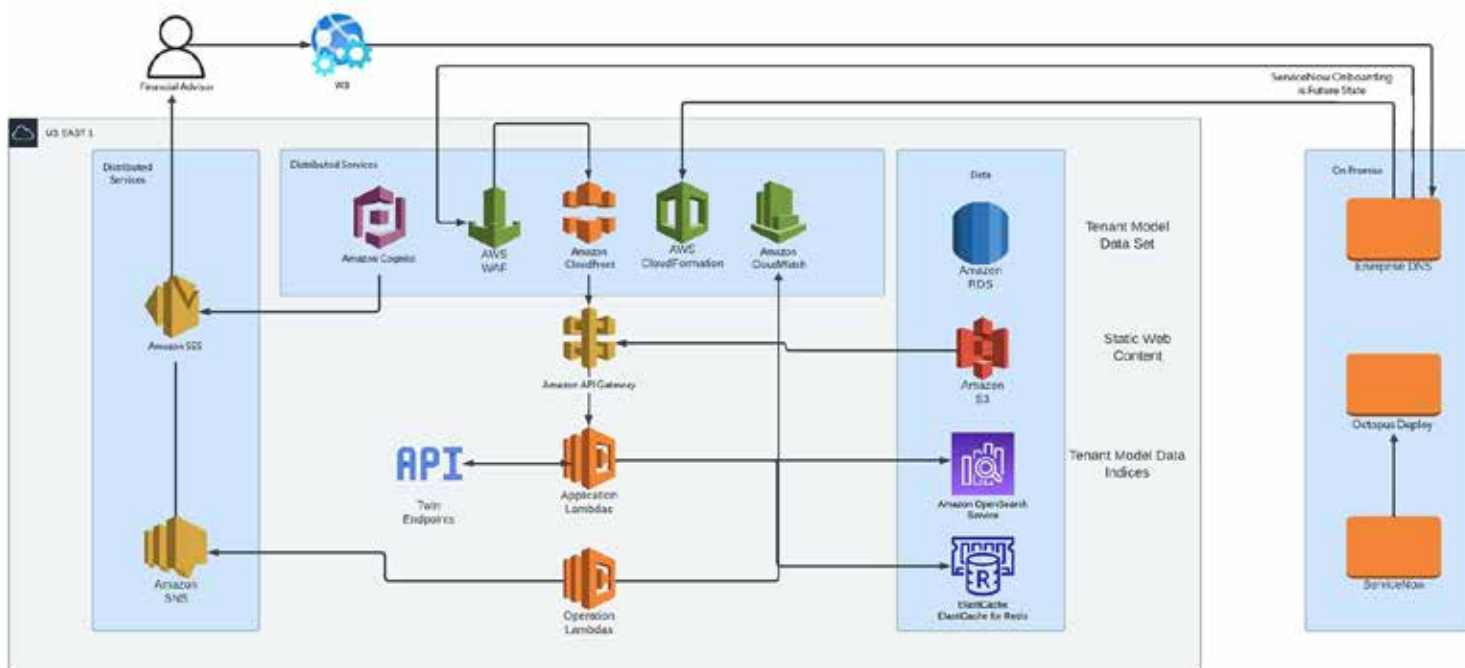 Financial Advisor
W3
ServiceNow Onboarding
is Future State
US EAST 1
Distributed
Services
Distributed Services
Data
On Premise
Amazon Cognito
AWS
WAF
Amazon
CloudFront
AWS
CloudFormation
Amazon
CloudWatch
Amazon
RDS
Tenant Model
Data Set
Enterprise DNS
Amazon SES
Amazon API Gateway
Amazon
S3
Static Web
Content
Octopus Deploy
API
Twin
Endpoints
Application
Lambdas
Amazon OpenSearch
Service
Tenant Model Data
Indices
Amazon
SNS
Operation
Lambdas
R
ElastiCache
ElastiCache for Redis
ServiceNow